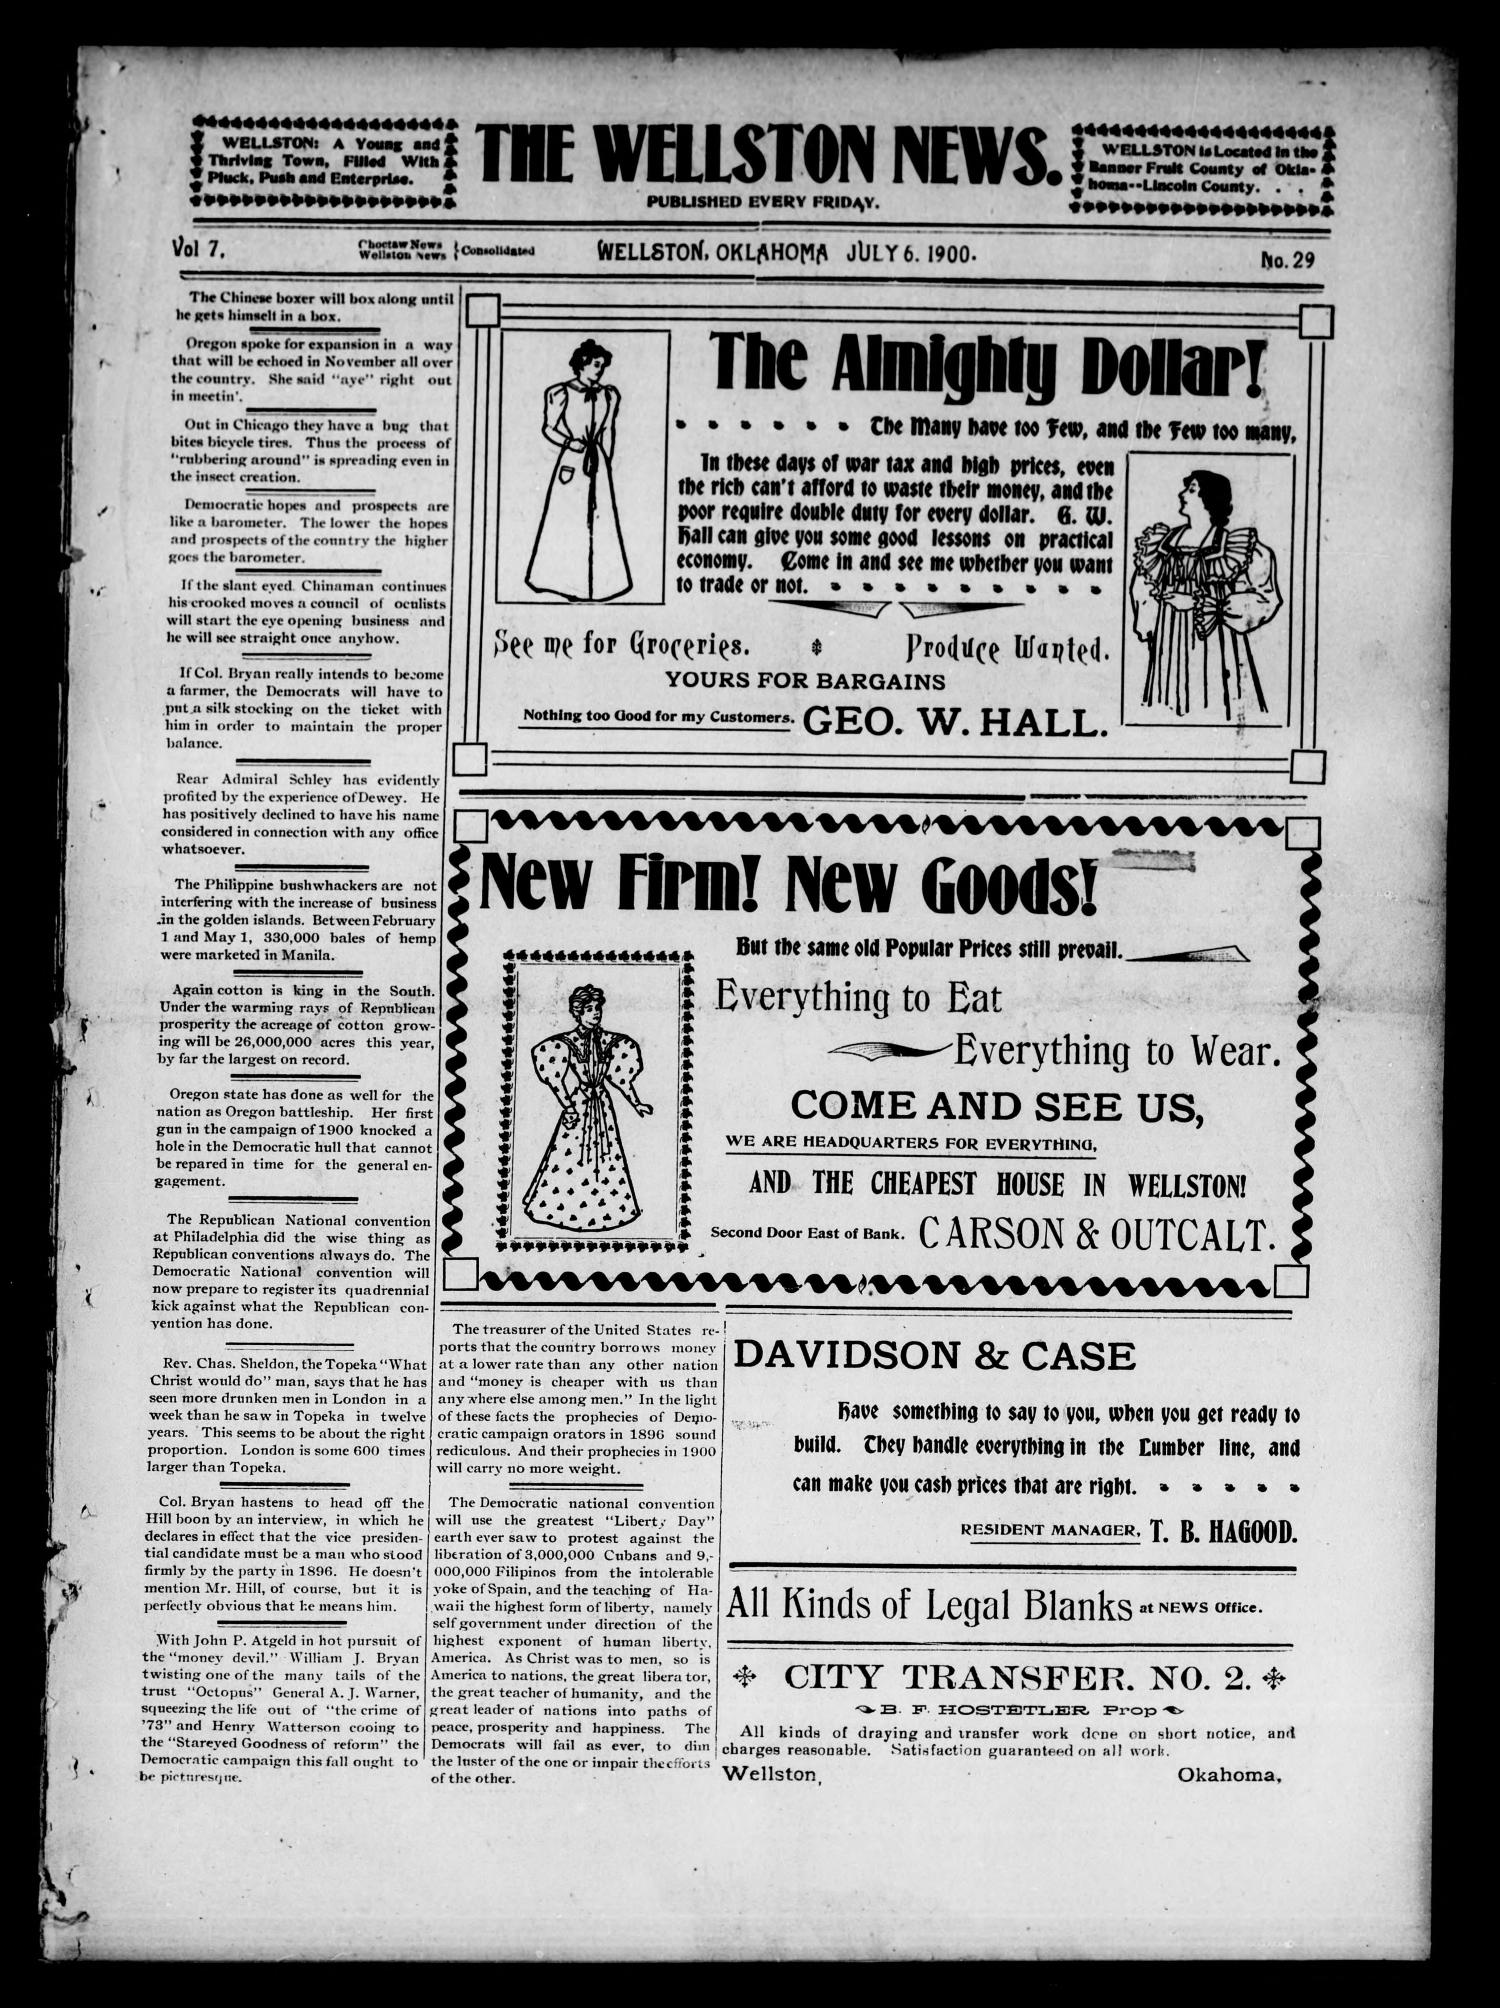 WELLSTON: A Young and
Thriving Town, Filled With
Pluck, Push and Enterprise.
THE WELLSTON NEWS.
PUBLISHED EVERY FRIDAY.
WELLSTON is Located in the
Banner Fruit County of Okla-
homa--Lincoln County. . .
Vol 7.
Choctaw News
Wellston News } Consolidated
WELLSTON, OKLAHOMA JULY 6. 1900.
No. 29
The Chinese boxer will box along until
he gets himself in a box.
Oregon spoke for expansion in a way
that will be echoed in November all over
the country. She said "aye" right out
in meetin'.
Out in Chicago they have a bug that
bites bicycle tires. Thus the process of
"rubbering around" is spreading even in
the insect creation.
Democratic hopes and prospects are
like a barometer. The lower the hopes
and prospects of the country the higher
goes the barometer.
If the slant eyed Chinaman continues
his crooked moves a council of oculists
will start the eye opening business and
he will see straight once anyhow.
If Col. Bryan really intends to become
a farmer, the Democrats will have to
put a silk stocking on the ticket with
him in order to maintain the proper
balance.
Rear Admiral Schley has evidently
profited by the experience of Dewey. He
has positively declined to have his name
considered in connection with any office
whatsoever.
The Philippine bushwhackers are not
interfering with the increase of business
in the golden islands. Between February
1 and May 1, 330,000 bales of hemp
were marketed in Manila.
Again cotton is king in the South.
Under the warming rays of Republican
prosperity the acreage of cotton grow-
ing will be 26,000,000 acres this year,
by far the largest on record.
Oregon state has done as well for the
nation as Oregon battleship. Her first
gun in the campaign of 1900 knocked a
hole in the Democratic hull that cannot
be repared in time for the general en-
gagement.
The Republican National convention
at Philadelphia did the wise thing as
Republican conventions always do. The
Democratic National convention will
now prepare to register its quadrennial
kick against what the Republican con-
vention has done.
Rev. Chas. Sheldon, the Topeka "What
Christ would do" man, says that he has
seen more drunken men in London in a
week than he saw in Topeka in twelve
years. This seems to be about the right
proportion. London is some 600 times
larger than Topeka.
Col. Bryan hastens to head off the
Hill boon by an interview, in which he
declares in effect that the vice presiden-
tial candidate must be a man who stood
firmly by the party in 1896. He doesn't
mention Mr. Hill, of course, but it is
perfectly obvious that he means him.
With John P. Atgeld in hot pursuit of
the "money devil." William J. Bryan
twisting one of the many tails of the
trust "Octopus" General A. J. Warner,
squeezing the life out of "the crime of
'73" and Henry Watterson cooing to
the "Stareyed Goodness of reform" the
Democratic campaign this fall ought to
be picturesque.
The Almighty Dollar!
The Many have too Few, and the Few too many,
In these days of war tax and high prices, even
the rich can't afford to waste their money, and the
poor require double duty for every dollar. G. W.
Hall can give you some good lessons on practical
economy. Come in and see me whether you want
to trade or not.
See me for Groceries. Produce Wanted.
YOURS FOR BARGAINS
Nothing too Good for my Customers. GEO. W. HALL.
New Firm! New Goods!
But the same old Popular Prices still prevail.
Everything to Eat
Everything to Wear.
COME AND SEE US,
WE ARE HEADQUARTERS FOR EVERYTHING,
AND THE CHEAPEST HOUSE IN WELLSTON!
Second Door East of Bank. CARSON & OUTCALT.
The treasurer of the United States re-
ports that the country borrows money
at a lower rate than any other nation
and "money is cheaper with us than
any where else among men." In the light
of these facts the prophecies of Demo-
cratic campaign orators in 1896 sound
rediculous. And their prophecies in 1900
will carry no more weight.
The Democratic national convention
will use the greatest "Liberty Day"
earth ever saw to protest against the
liberation of 3,000,000 Cubans and 9,-
000,000 Filipinos from the intolerable
yoke of Spain, and the teaching of Ha-
waii the highest form of liberty, namely
self government under direction of the
highest exponent of human liberty,
America. As Christ was to men, so is
America to nations, the great libera tor,
the great teacher of humanity, and the
great leader of nations into paths of
peace, prosperity and happiness. The
Democrats will fail as ever, to dim
the luster of the one or impair the efforts
of the other.
DAVIDSON & CASE
Have something to say to you, when you get ready to
build. They handle everything in the Lumber line, and
can make you cash prices that are right.
RESIDENT MANAGER, T. B. HAGOOD.
All Kinds of Legal Blanks at NEWS Office.
CITY TRANSFER. NO. 2.
B. F. HOSTETLER Prop
All kinds of draying and transfer work done on short notice, and
charges reasonable. Satisfaction guaranteed on all work.
Wellston, Okahoma,